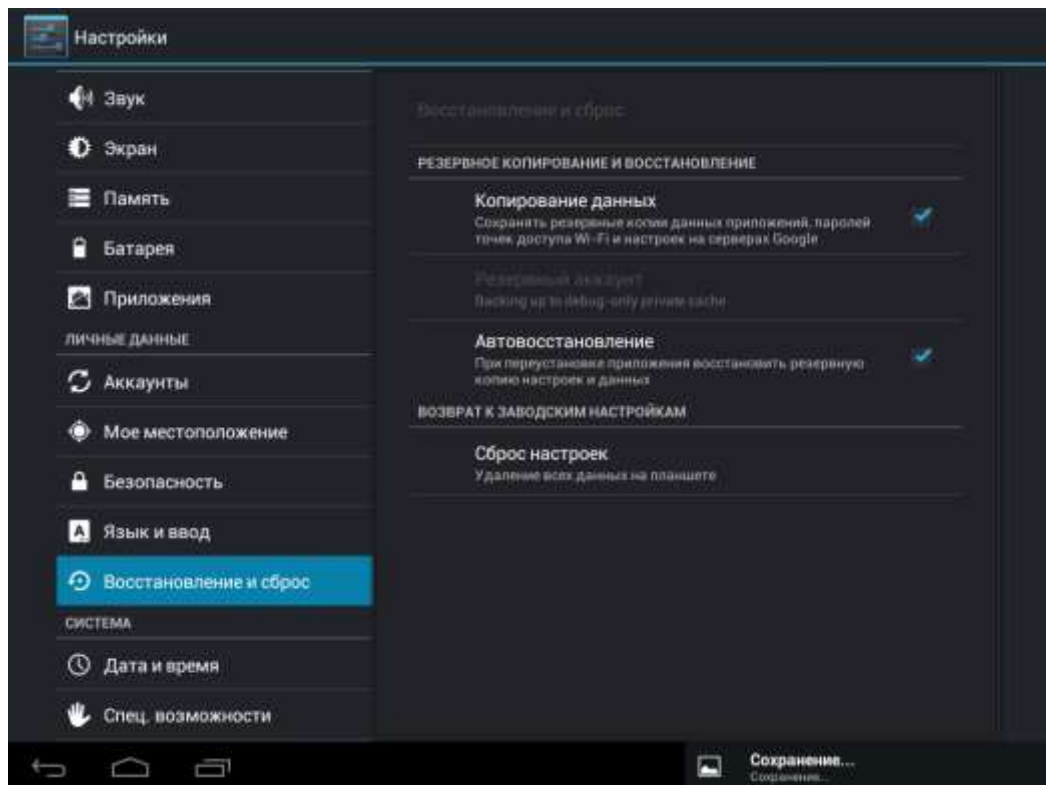 Настройки
Звук
Экран
Память
Батарея
Приложения
ЛИЧНЫЕ ДАННЫЕ
Аккаунты
Мое местоположение
Безопасность
Язык и ввод
Восстановление и сброс
СИСТЕМА
Дата и время
Спец. возможности
Восстановление и сброс
РЕЗЕРВНОЕ КОПИРОВАНИЕ И ВОССТАНОВЛЕНИЕ
Копирование данных
Сохранять резервные копии данных приложений, паролей
точек доступа Wi-Fi и настроек на серверах Google
Резервный аккаунт
Backing up to debug-only private cache
Автовосстановление
При переустановке приложения восстановить резервную
копию настроек и данных
ВОЗВРАТ К ЗАВОДСКИМ НАСТРОЙКАМ
Сброс настроек
Удаление всех данных на планшете
Сохранение...
Сохранение...